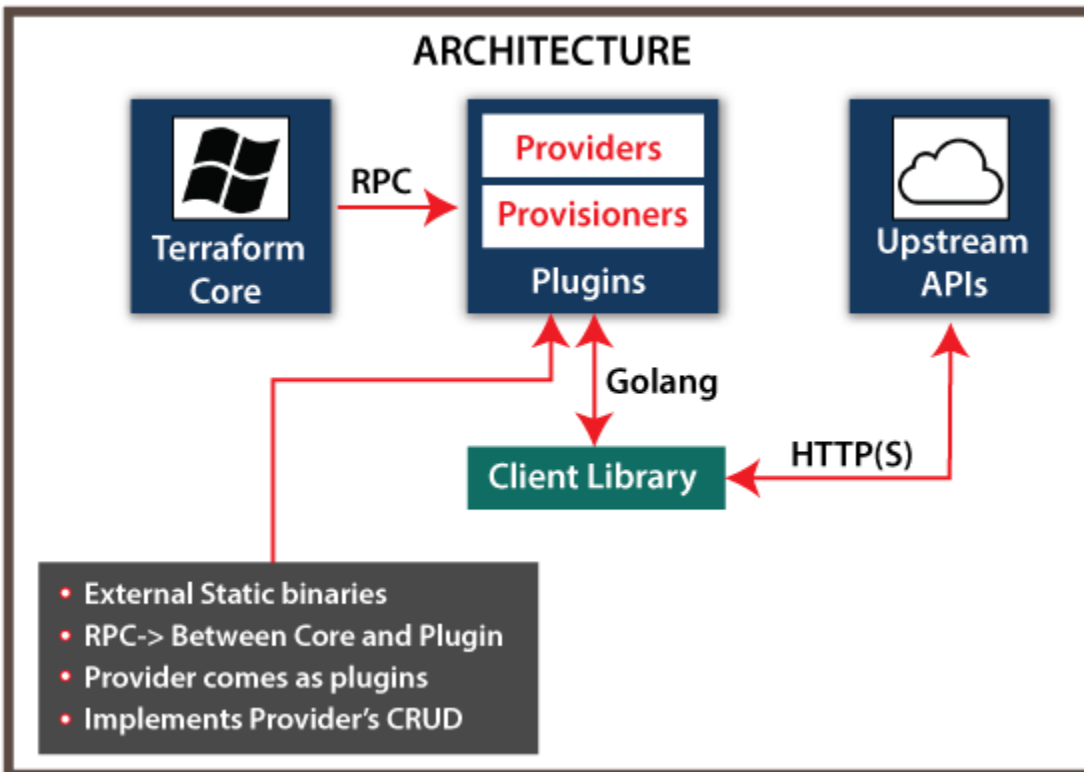 ARCHITECTURE
Terraform
Core
RPC
Providers
Provisioners
Plugins
Upstream
APIs
Golang
Client Library
HTTP(S)
• External Static binaries
• RPC-> Between Core and Plugin
• Provider comes as plugins
• Implements Provider's CRUD